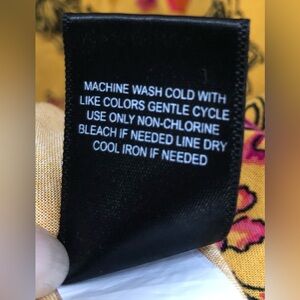 MACHINE WASH COLD WITH
LIKE COLORS GENTLE CYCLE
USE ONLY NON-CHLORINE
BLEACH IF NEEDED LINE DRY
COOL IRON IF NEEDED